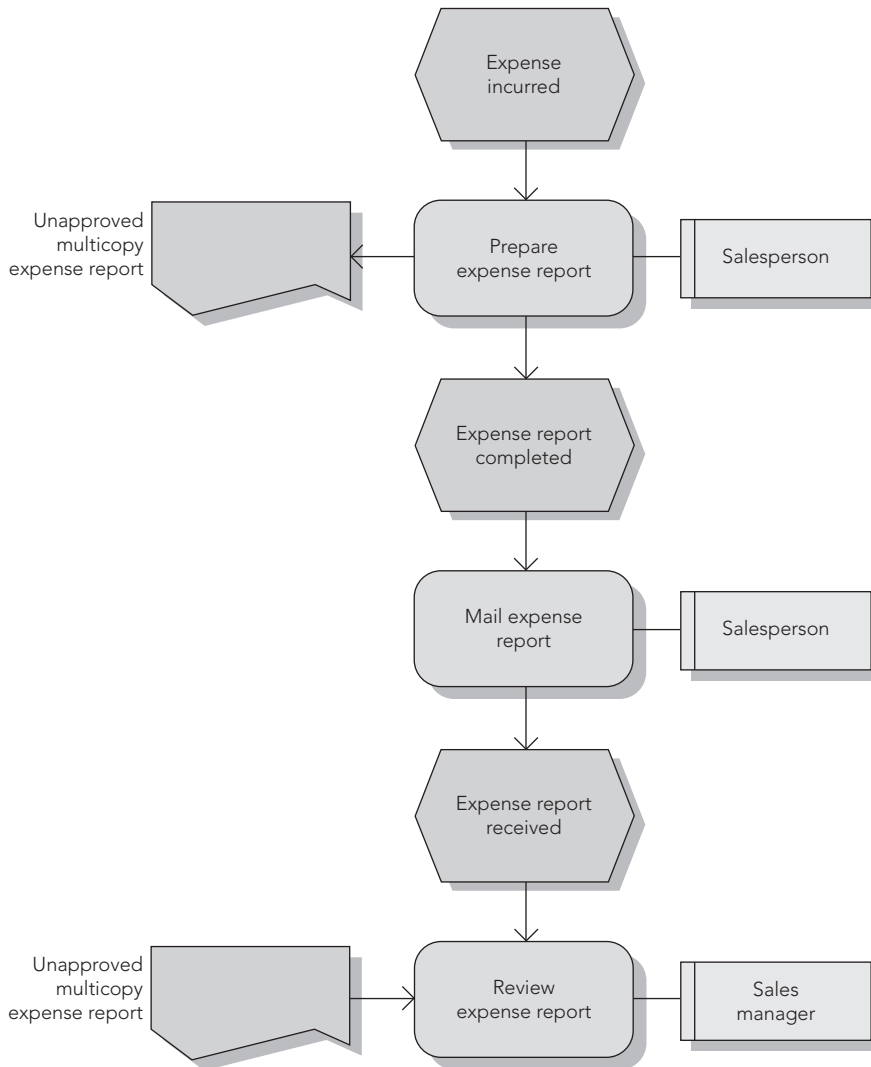 Expense
incurred
Unapproved
multicopy
expense report
Prepare
expense report
Salesperson
Expense report
completed
Mail expense
report
Salesperson
Expense report
received
Unapproved
multicopy
expense report
Review
expense report
Sales
manager